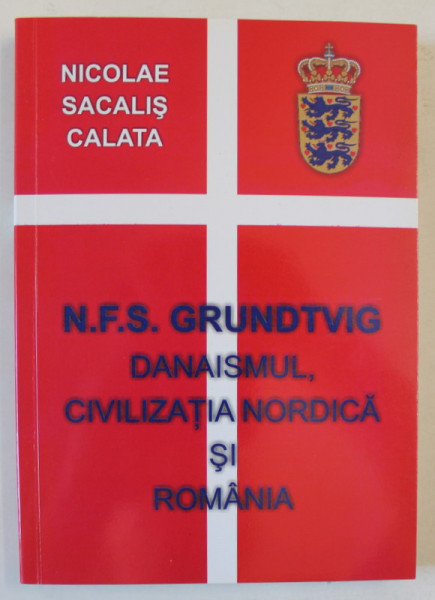 NICOLAE
SACALIŞ
CALATA
N.F.S. GRUNDTVIG
DANAISMUL,
CIVILIZAŢIA NORDICĂ
ŞI
ROMÂNIA